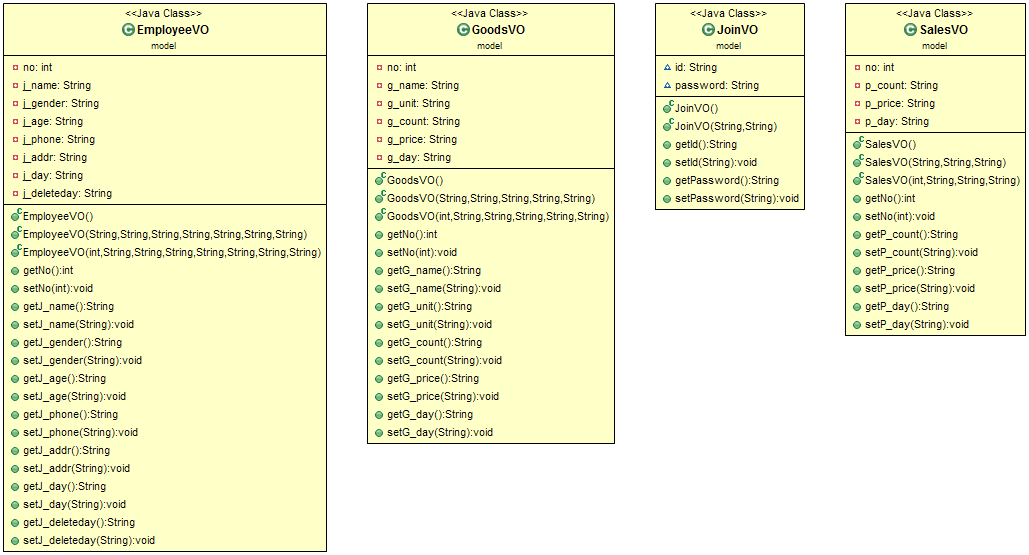 <<Java Class>>
EmployeeVO
model
no: int
j_name: String
j_gender: String
j_age: String
j_phone: String
j_addr: String
j_day: String
j_deleteday: String
EmployeeVO()
EmployeeVO(String,String,String,String,String,String,String)
EmployeeVO(int,String,String,String,String,String,String,String)
getNo():int
setNo(int):void
getJ_name():String
setJ_name(String):void
getJ_gender():String
setJ_gender(String):void
getJ_age():String
setJ_age(String):void
getJ_phone():String
setJ_phone(String):void
getJ_addr():String
setJ_addr(String):void
getJ_day():String
setJ_day(String):void
getJ_deleteday():String
setJ_deleteday(String):void
<<Java Class>>
GoodsVO
model
no: int
g_name: String
g_unit: String
g_count: String
g_price: String
g_day: String
GoodsVO()
GoodsVO(String,String,String,String,String)
GoodsVO(int,String,String,String,String,String)
getNo():int
setNo(int):void
getG_name():String
setG_name(String):void
getG_unit():String
setG_unit(String):void
getG_count():String
setG_count(String):void
getG_price():String
setG_price(String):void
getG_day():String
setG_day(String):void
<<Java Class>>
JoinVO
model
id: String
password: String
JoinVO()
JoinVO(String,String)
getId():String
setId(String):void
getPassword():String
setPassword(String):void
<<Java Class>>
SalesVO
model
no: int
p_count: String
p_price: String
p_day: String
SalesVO()
SalesVO(String,String,String)
SalesVO(int,String,String,String)
getNo():int
setNo(int):void
getP_count():String
setP_count(String):void
getP_price():String
setP_price(String):void
getP_day():String
setP_day(String):void